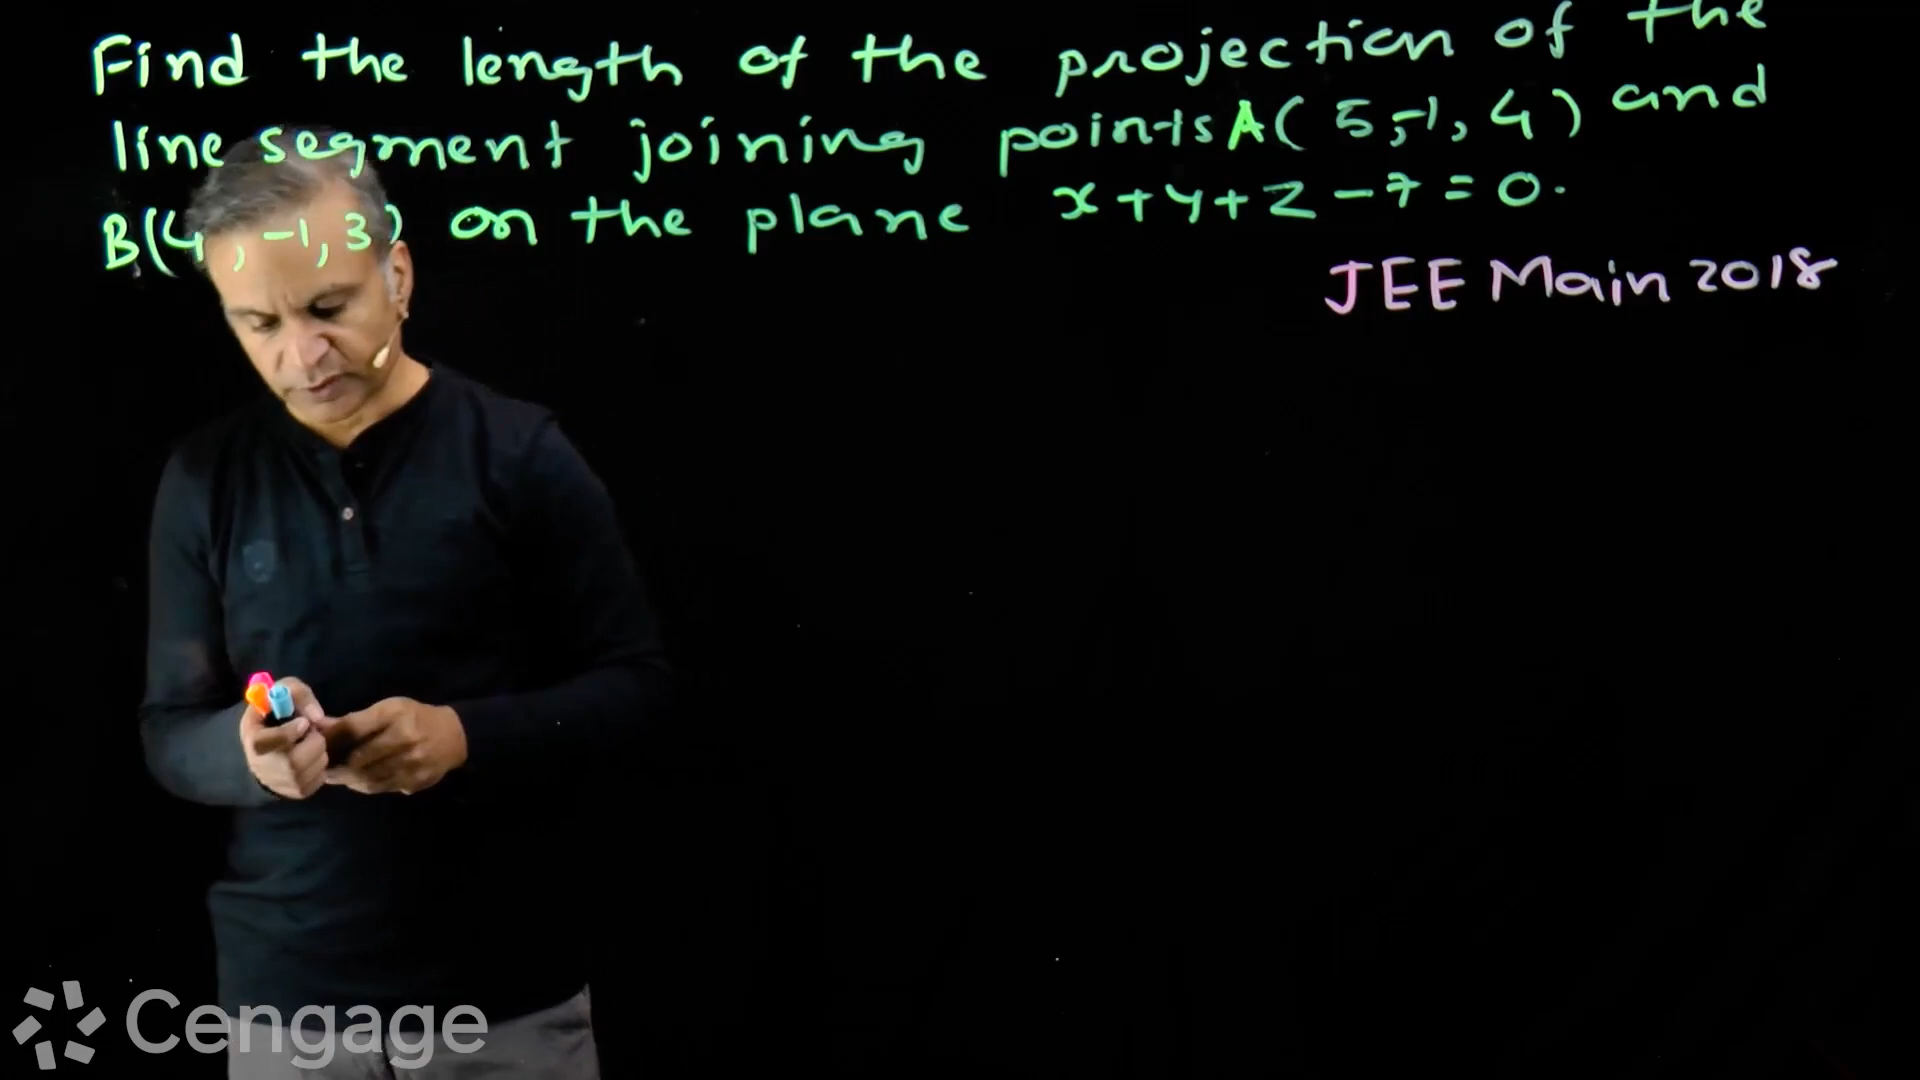 Find the length of the projection of the
line segment joining points A(5,-1,4) and
B(4,-1,3) on the plane x+y+z-7=0.
JEE Main 2018
Cengage